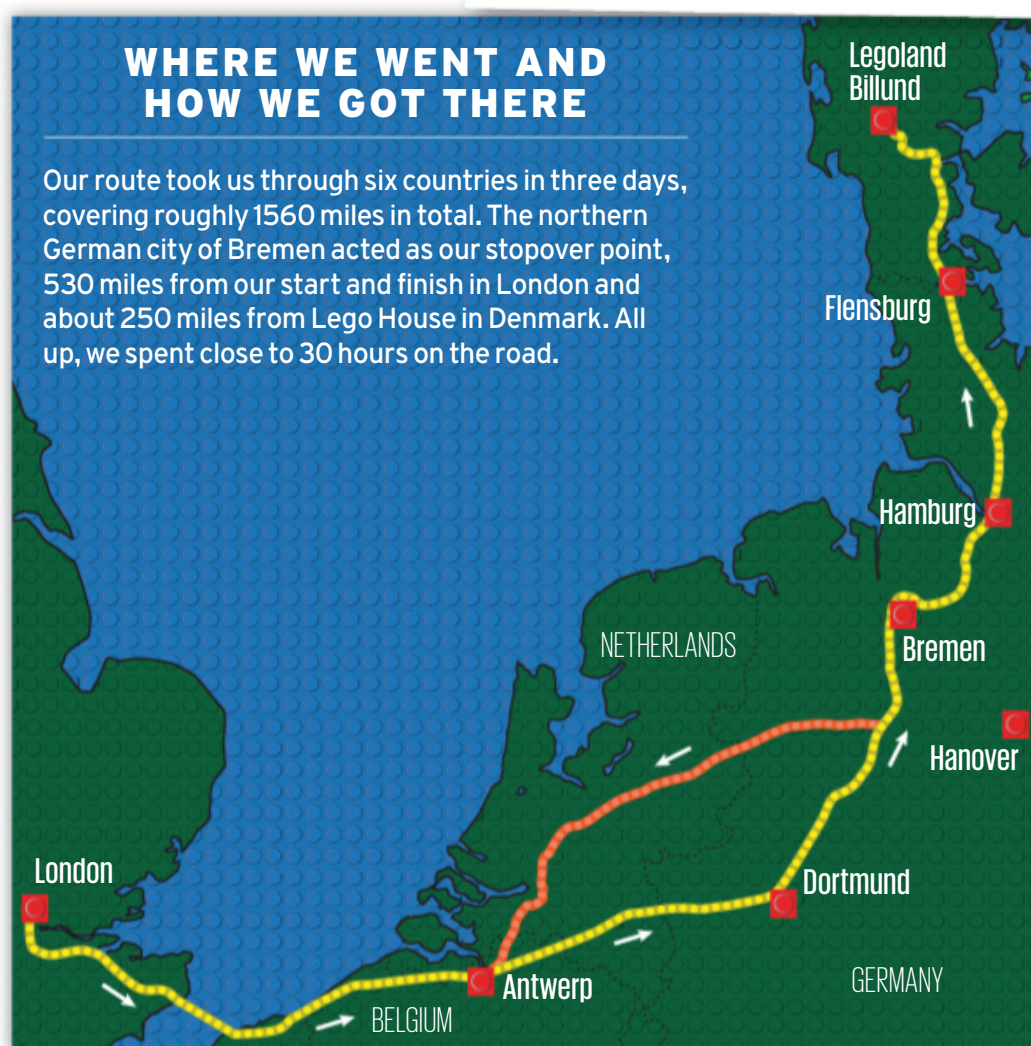 WHERE WE WENT AND
HOW WE GOT THERE
Our route took us through six countries in three days,
covering roughly 1560 miles in total. The northern
German city of Bremen acted as our stopover point,
530 miles from our start and finish in London and
about 250 miles from Lego House in Denmark. All
up, we spent close to 30 hours on the road.
Legoland
Billund
Flensburg
Hamburg
NETHERLANDS
Bremen
Hanover
London
Dortmund
Antwerp
GERMANY
BELGIUM